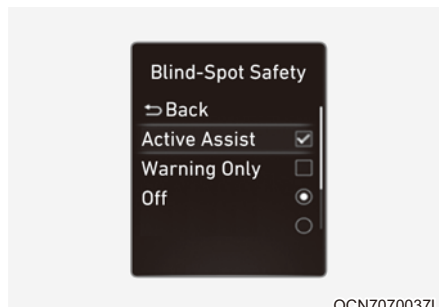 Blind-Spot Safety
Back
Active Assist
Warning Only
Off
OCN7070037L